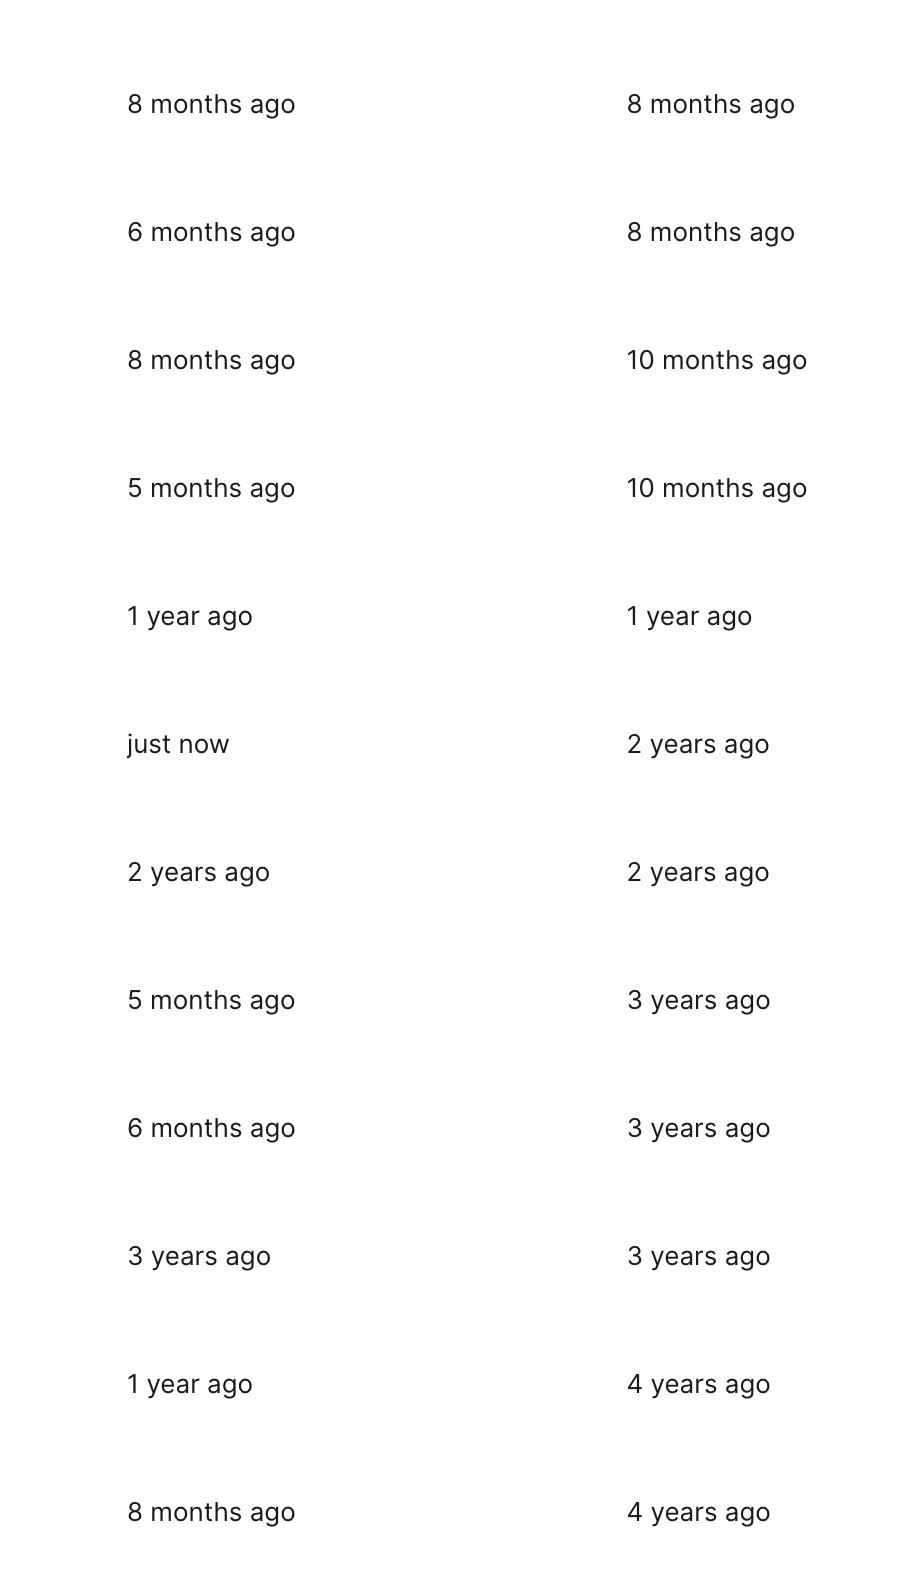 8 months ago 8 months ago
6 months ago 8 months ago
8 months ago 10 months ago
5 months ago 10 months ago
1 year ago 1 year ago
just now 2 years ago
2 years ago 2 years ago
5 months ago 3 years ago
6 months ago 3 years ago
3 years ago 3 years ago
1 year ago 4 years ago
8 months ago 4 years ago